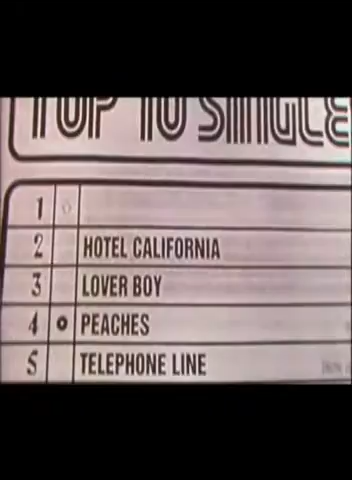 TOP 10 SINGLE
1
2 HOTEL CALIFORNIA
3 LOVER BOY
4 PEACHES
5 TELEPHONE LINE